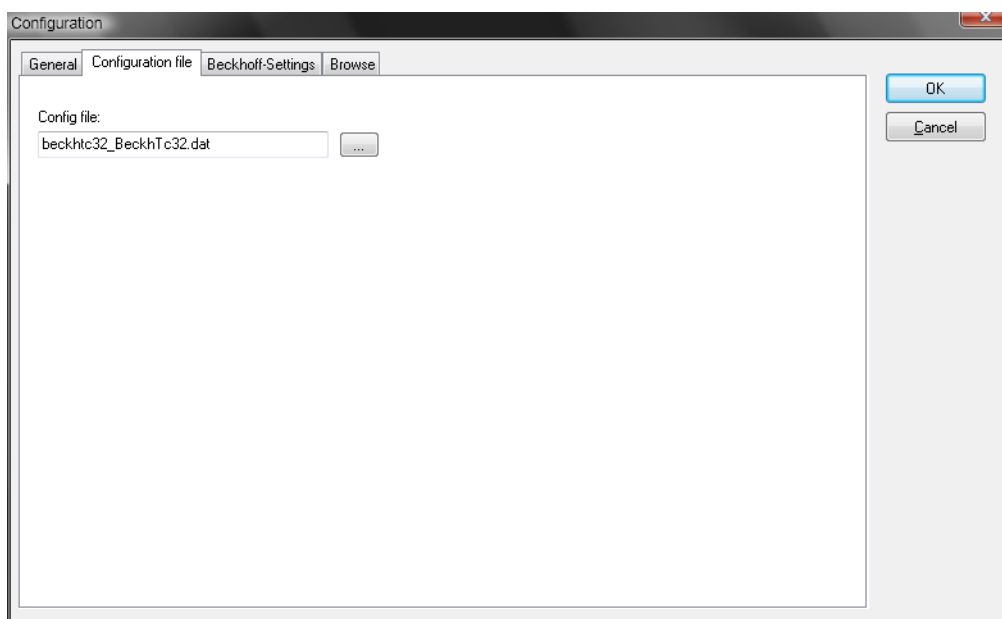 Configuration
General Configuration file Beckhoff-Settings Browse
OK
Config file:
Cancel
beckhtc32_BeckhTc32.dat ...